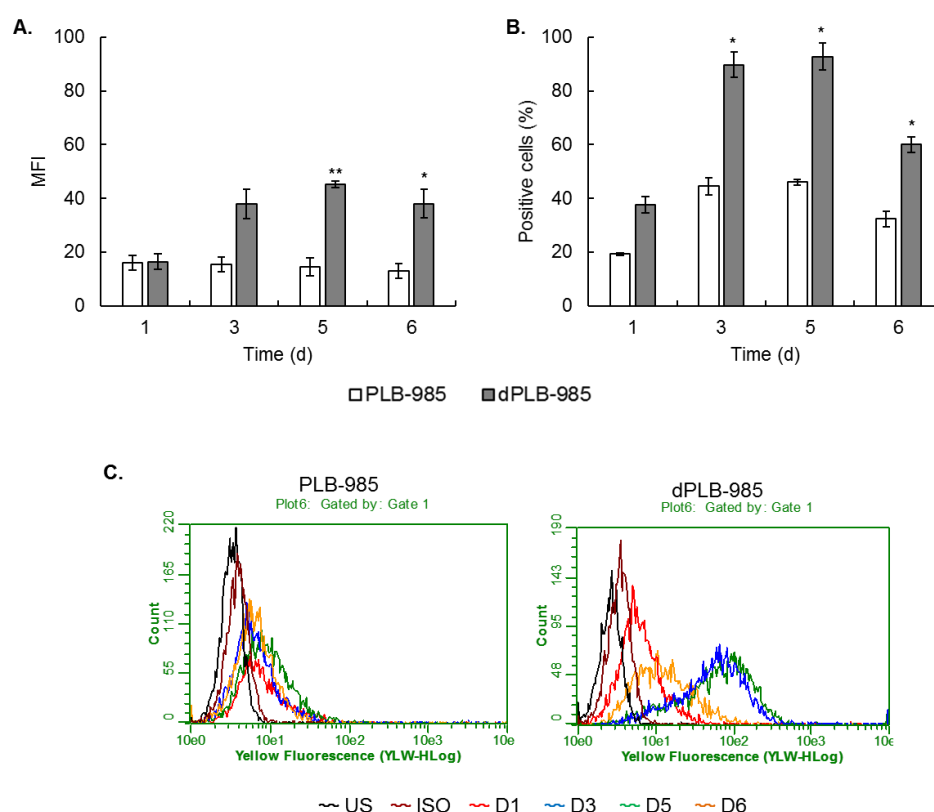 A.
100
80
60
40
20
0
MFI
**
*
1 3 5 6
Time (d)
B.
100
80
60
40
20
0
Positive cells (%)
*
*
*
1 3 5 6
Time (d)
PLB-985 dPLB-985
C.
PLB-985
Plot6: Gated by: Gate 1
220
165
110
55
0
Count
10e0 10e1 10e2 10e3 10e
Yellow Fluorescence (YLW-HLog)
dPLB-985
Plot6: Gated by: Gate 1
190
143
95
48
0
Count
10e0 10e1 10e2 10e3 10e
Yellow Fluorescence (YLW-HLog)
US ISO D1 D3 D5 D6